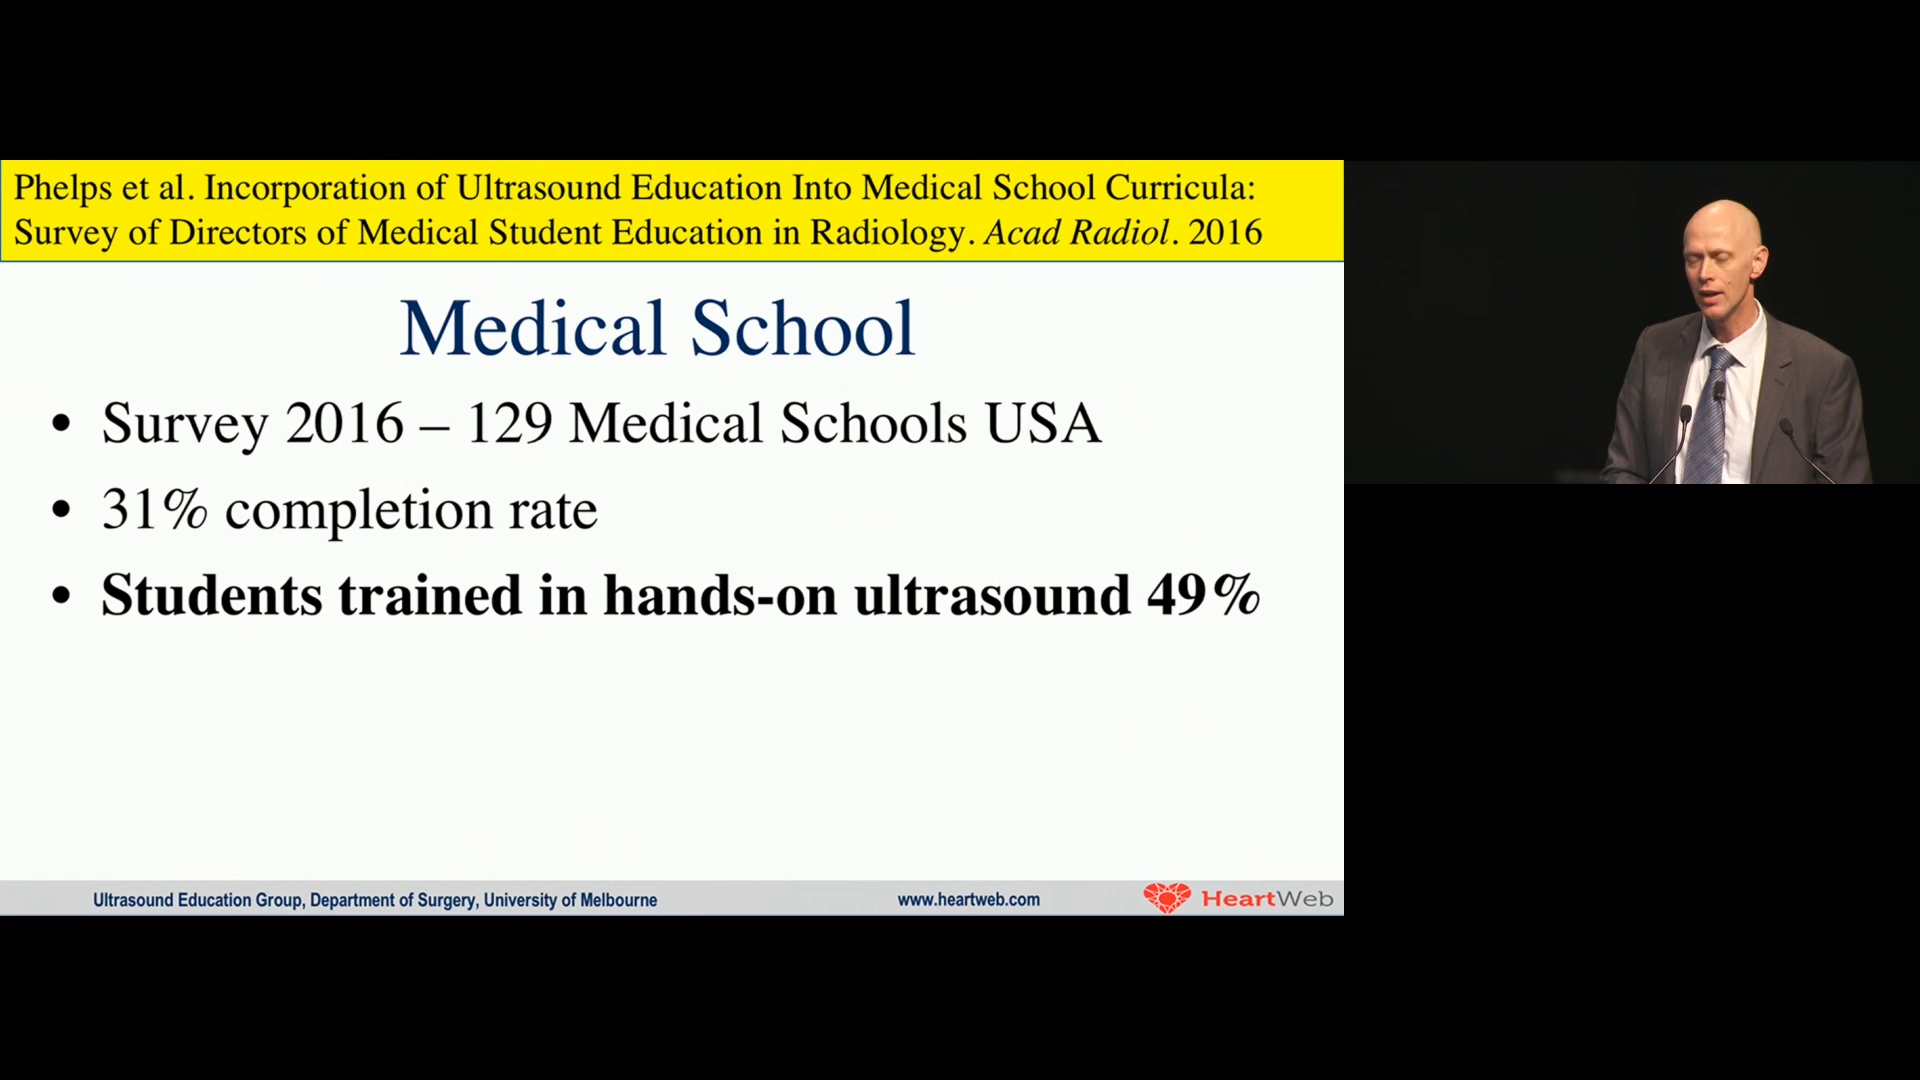 Phelps et al. Incorporation of Ultrasound Education Into Medical School Curricula:
Survey of Directors of Medical Student Education in Radiology. Acad Radiol. 2016
Medical School
• Survey 2016 – 129 Medical Schools USA
• 31% completion rate
• Students trained in hands-on ultrasound 49%
Ultrasound Education Group, Department of Surgery, University of Melbourne
www.heartweb.com
HeartWeb